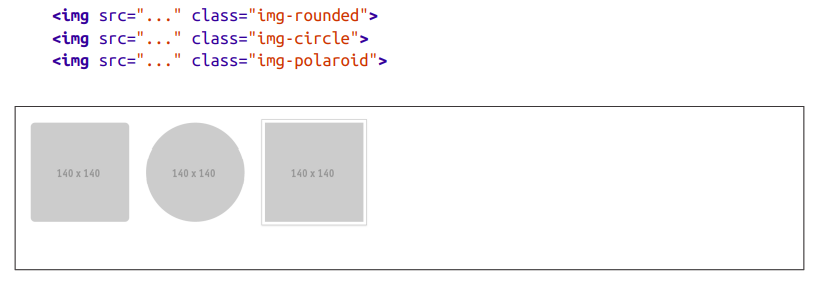 <img src="..." class="img-rounded">
<img src="..." class="img-circle">
<img src="..." class="img-polaroid">
140 x 140 140 x 140 140 x 140